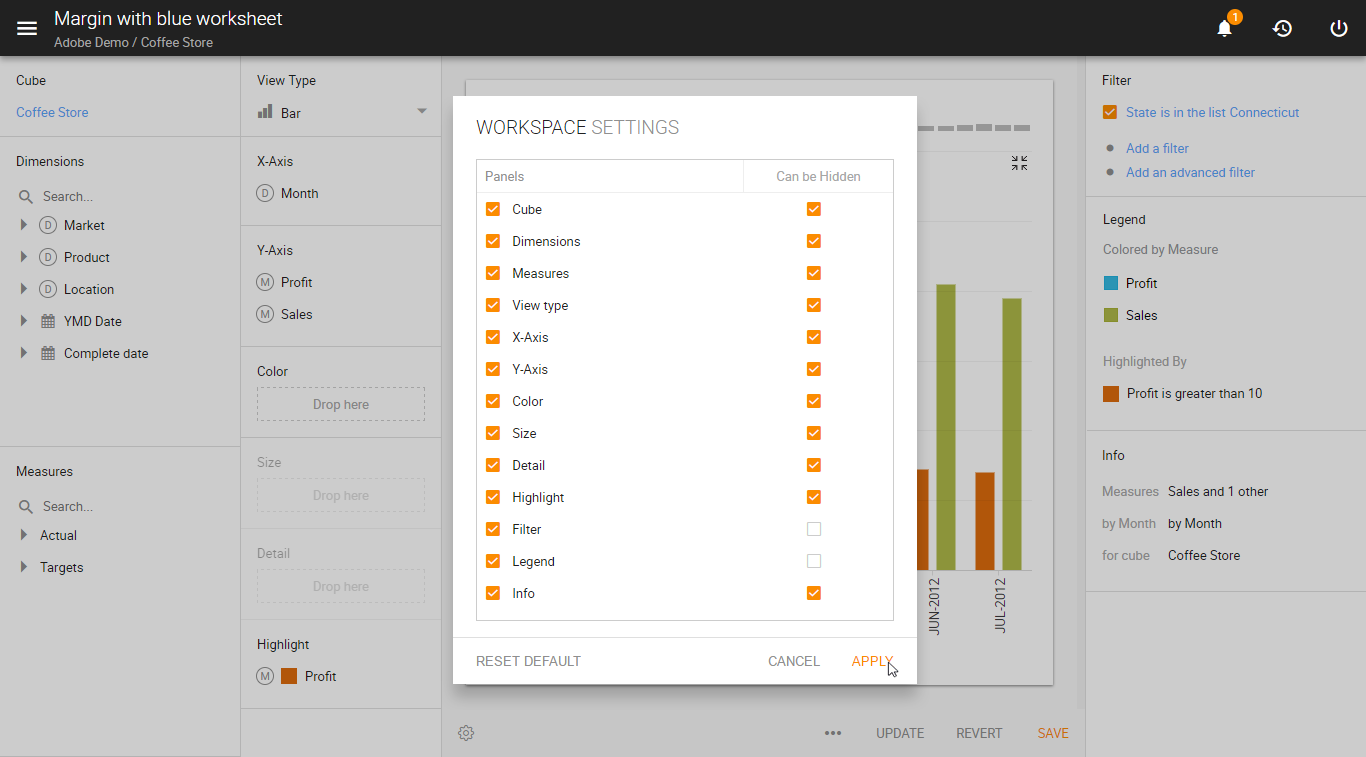 Margin with blue worksheet
Adobe Demo / Coffee Store
1
Cube
Coffee Store
Dimensions
Search...
D Market
D Product
D Location
YMD Date
Complete date
Measures
Search...
Actual
Targets
View Type
Bar
X-Axis
D Month
Y-Axis
M Profit
M Sales
Color
Drop here
Size
Drop here
Detail
Drop here
Highlight
M Profit
WORKSPACE SETTINGS
Panels Can be Hidden
Cube
Dimensions
Measures
View type
X-Axis
Y-Axis
Color
Size
Detail
Highlight
Filter
Legend
Info
RESET DEFAULT CANCEL APPLY
JUN-2012
JUL-2012
UPDATE REVERT SAVE
Filter
State is in the list Connecticut
Add a filter
Add an advanced filter
Legend
Colored by Measure
Profit
Sales
Highlighted By
Profit is greater than 10
Info
Measures Sales and 1 other
by Month by Month
for cube Coffee Store